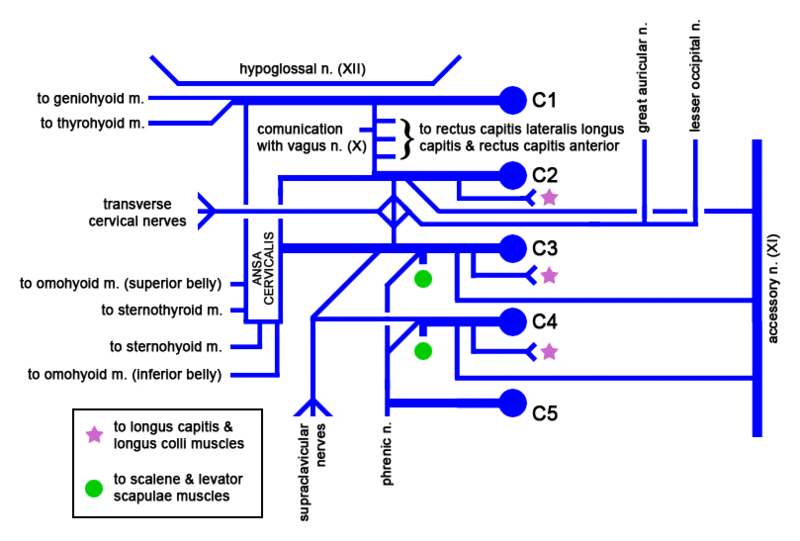 hypoglossal n. (XII)
to geniohyoid m.
C1
to thyrohyoid m.
comunication
with vagus n. (X)
to rectus capitis lateralis longus
capitis & rectus capitis anterior
great auricular n.
lesser occipital n.
C2
transverse
cervical nerves
ANSA
CERVICALIS
C3
accessory n. (XI)
to omohyoid m. (superior belly)
to sternothyroid m.
C4
to sternohyoid m.
to omohyoid m. (inferior belly)
C5
supraclavicular
nerves
phrenic n.
to longus capitis &
longus colli muscles
to scalene & levator
scapulae muscles